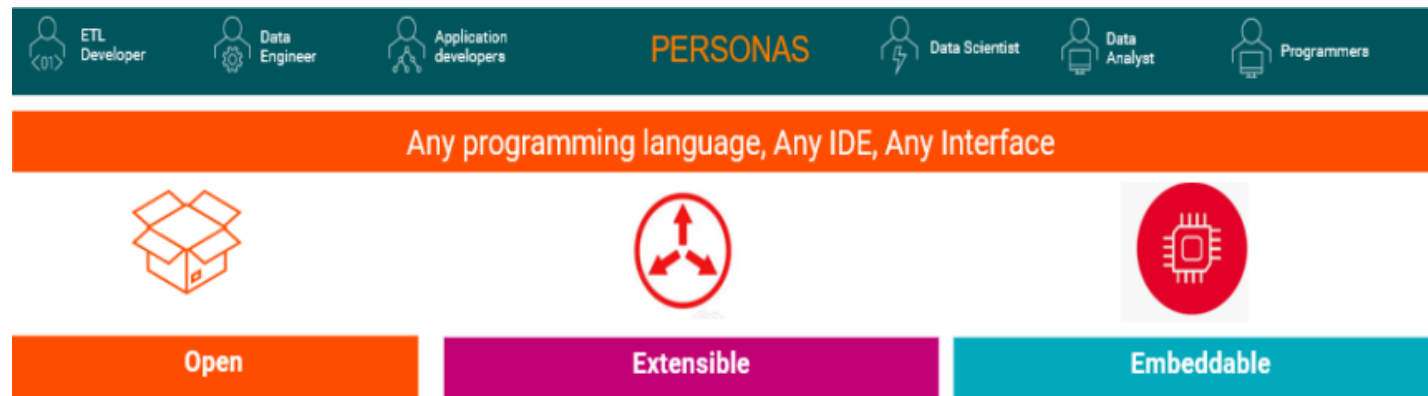 ETL
Developer
<01>
Data
Engineer
Application
developers
PERSONAS
Data Scientist
Data
Analyst
Programmers
Any programming language, Any IDE, Any Interface
Open
Extensible
Embeddable